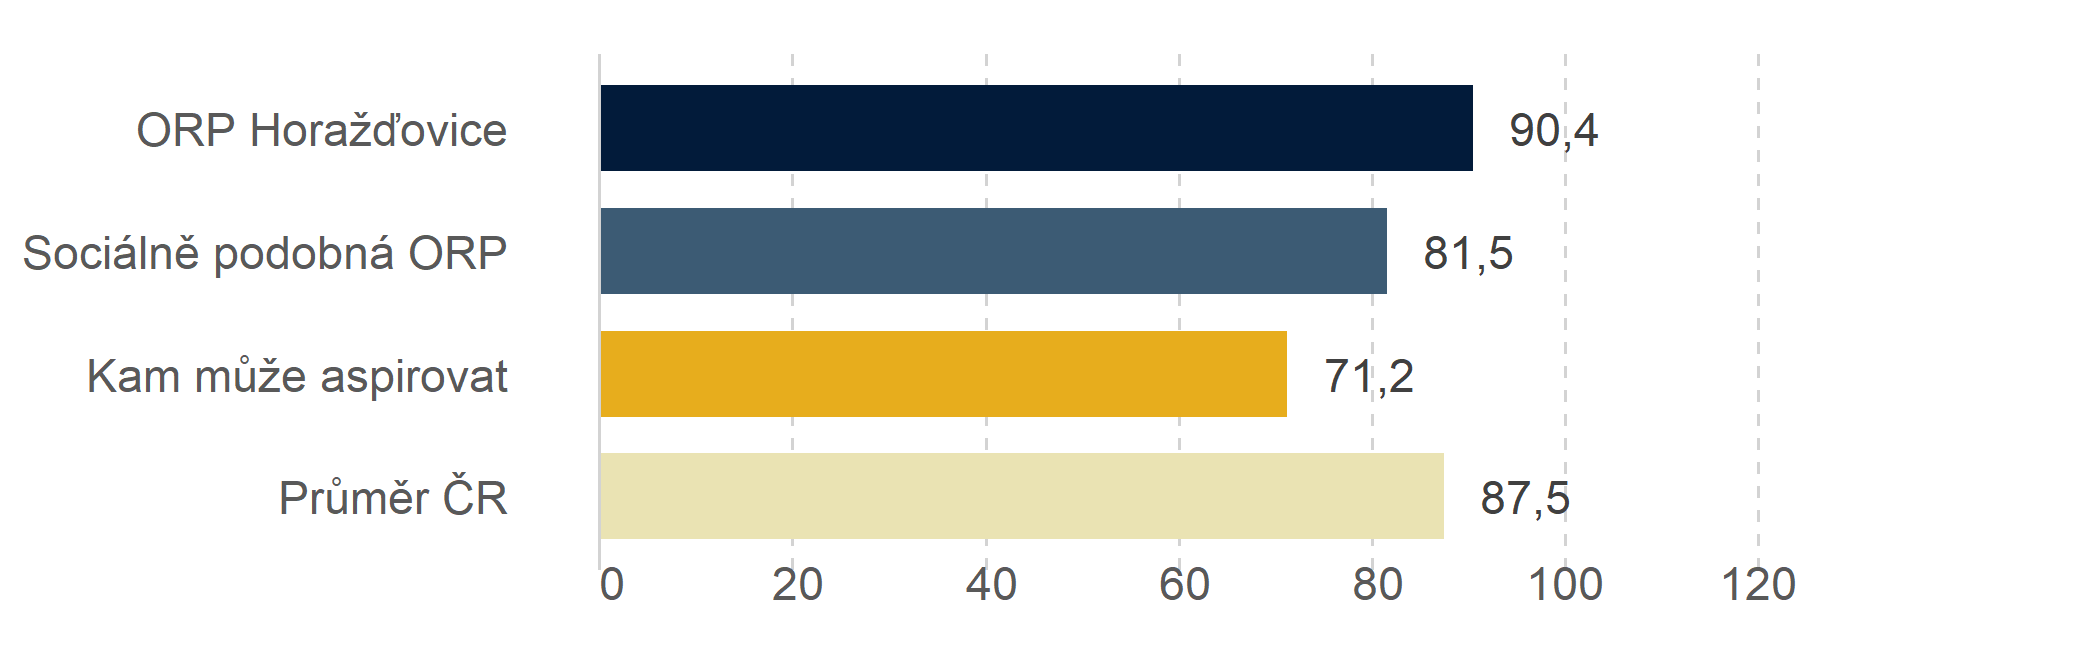 ORP Horažďovice 90,4
Sociálně podobná ORP 81,5
Kam může aspirovat 71,2
Průměr ČR 87,5
0 20 40 60 80 100 120